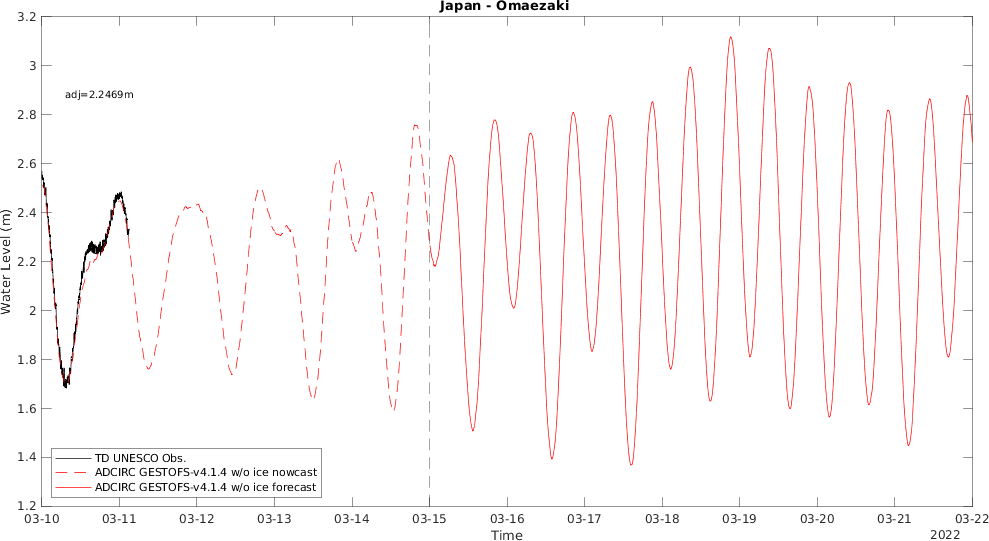 Japan - Omaezaki
3.2
3
2.8
2.6
2.4
2.2
2
1.8
1.6
1.4
1.2
Water Level (m)
adj=2.2469m
TD UNESCO Obs.
ADCIRC GESTOFS-v4.1.4 w/o ice nowcast
ADCIRC GESTOFS-v4.1.4 w/o ice forecast
03-10 03-11 03-12 03-13 03-14 03-15 03-16 03-17 03-18 03-19 03-20 03-21 03-22
Time
2022